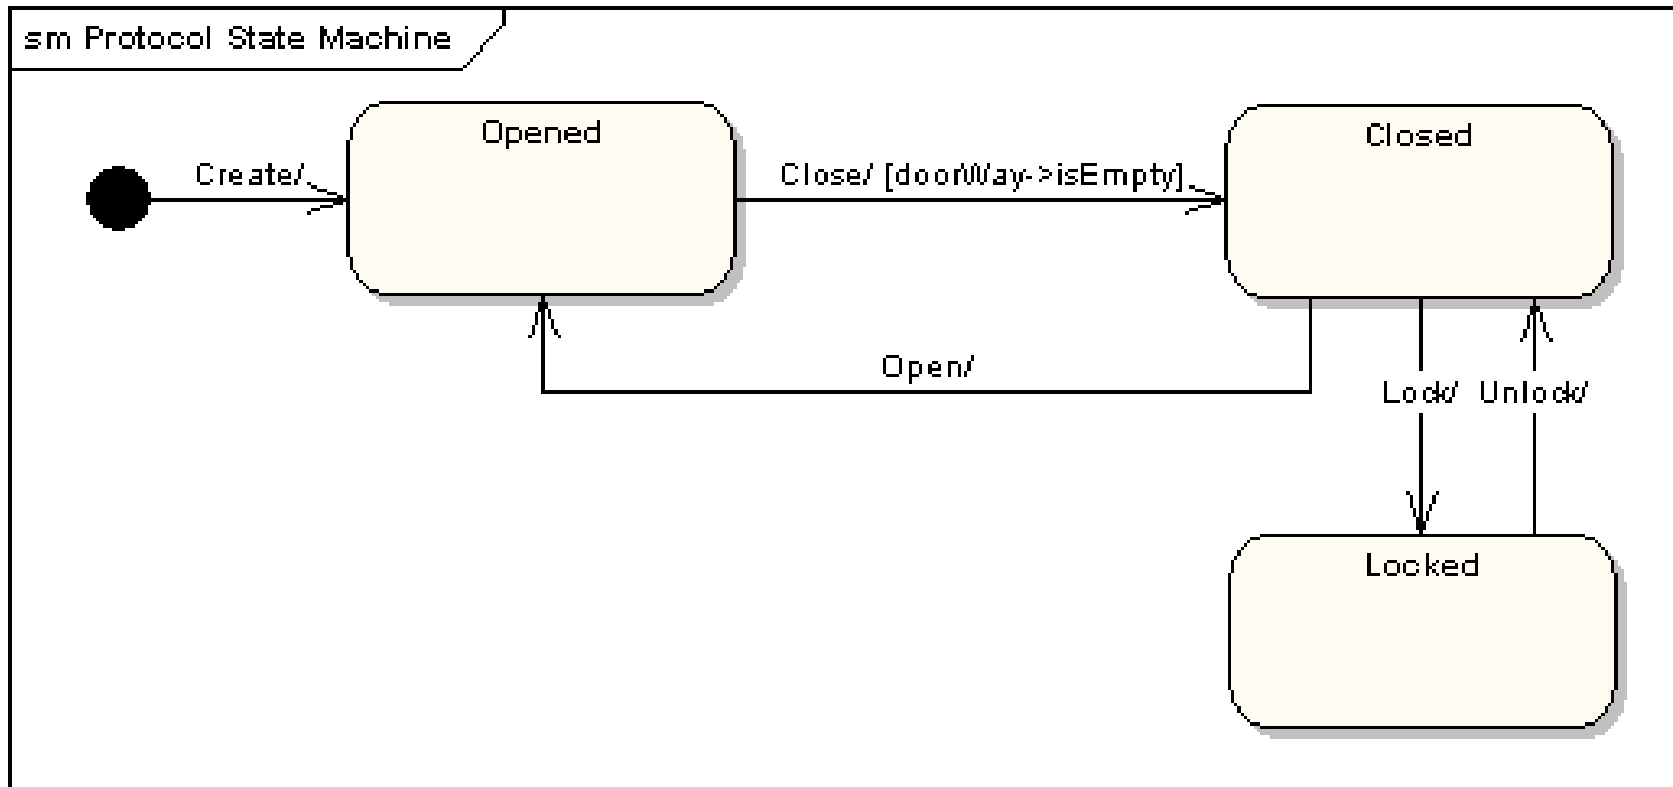 sm Protocol State Machine
Opened
Closed
Create/
Close/ [doorWay->isEmpty]
Open/
Lock/
Unlock/
Locked